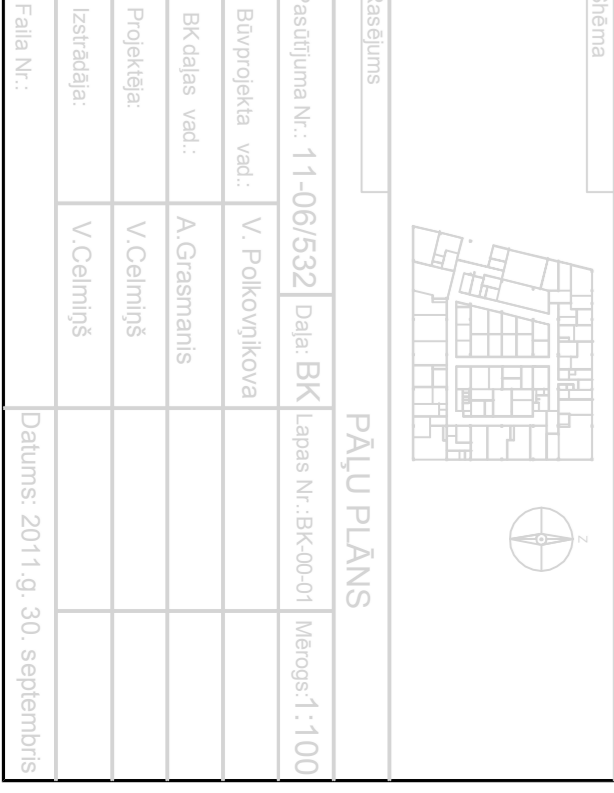 shēma
Z
Rasējums
PĀĻU PLĀNS
Pasūtījuma Nr.: 11-06/532 Daļa: BK Lapas Nr.:BK-00-01 Mērogs:1:100
Būvprojekta vad.: V. Polkovņikova
BK daļas vad.: A.Grasmanis
Projektēja: V.Celmiņš
Izstrādāja: V.Celmiņš
Faila Nr.: Datums: 2011.g. 30. septembris